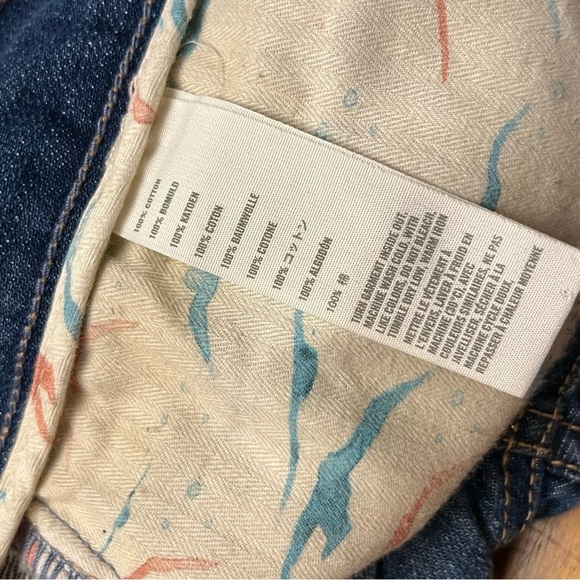 100% COTTON
100% BOMULD
100% KATOEN
100% COTON
100% BAUMWOLLE
100% COTONE
100% コットン
100% ALGODÓN
100% 棉
TURN GARMENT INSIDE OUT,
MACHINE WASH COLD, WITH
LIKE COLORS, DO NOT BLEACH,
TUMBLE DRY LOW, WARM IRON
METTRE LE VÊTEMENT À
L'ENVERS, LAVER À FROID EN
MACHINE (30°C), AVEC
COULEURS SIMILAIRES, NE PAS
JAVELLISER, SÉCHER À LA
MACHINE CYCLE DOUX,
REPASSER À CHALEUR MOYENNE